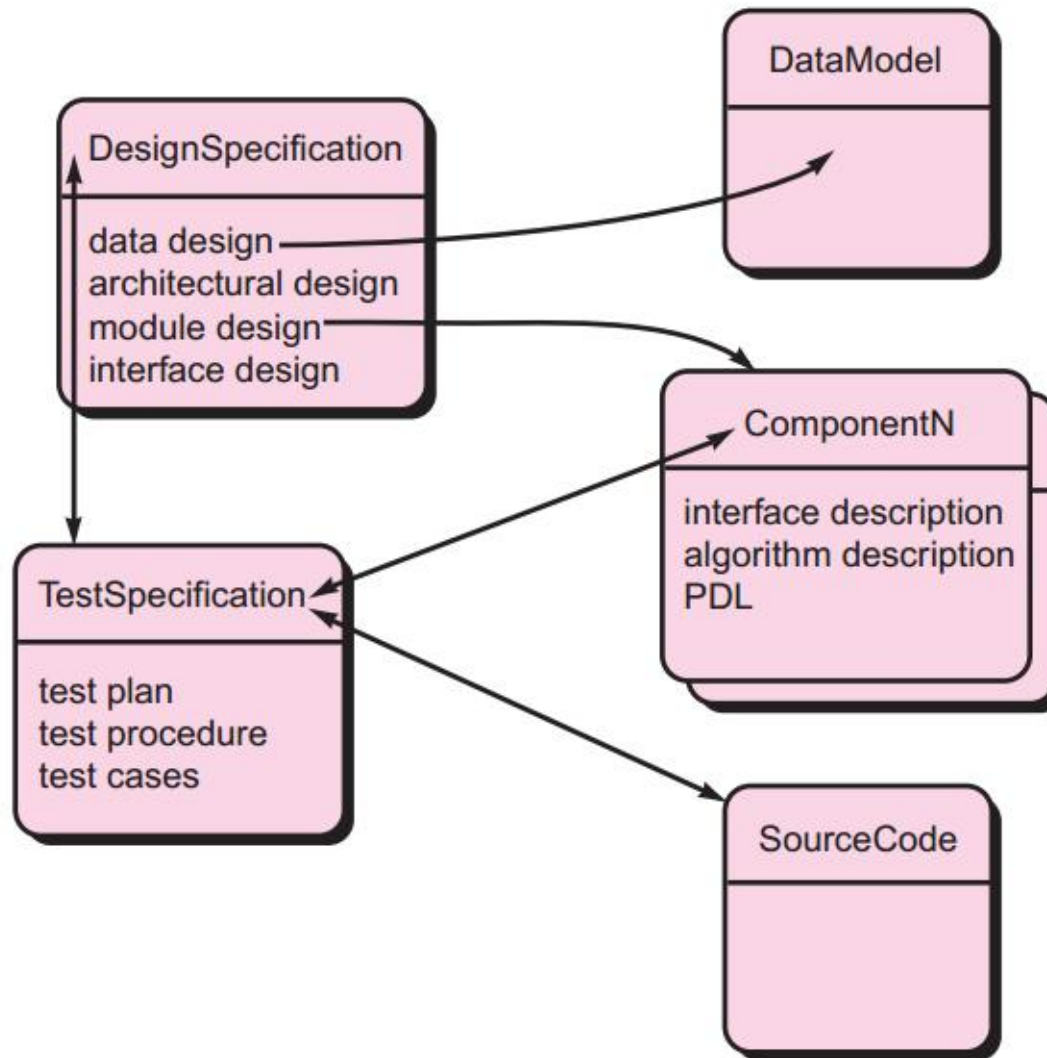 DataModel
DesignSpecification
data design
architectural design
module design
interface design
ComponentN
interface description
algorithm description
PDL
TestSpecification
test plan
test procedure
test cases
SourceCode